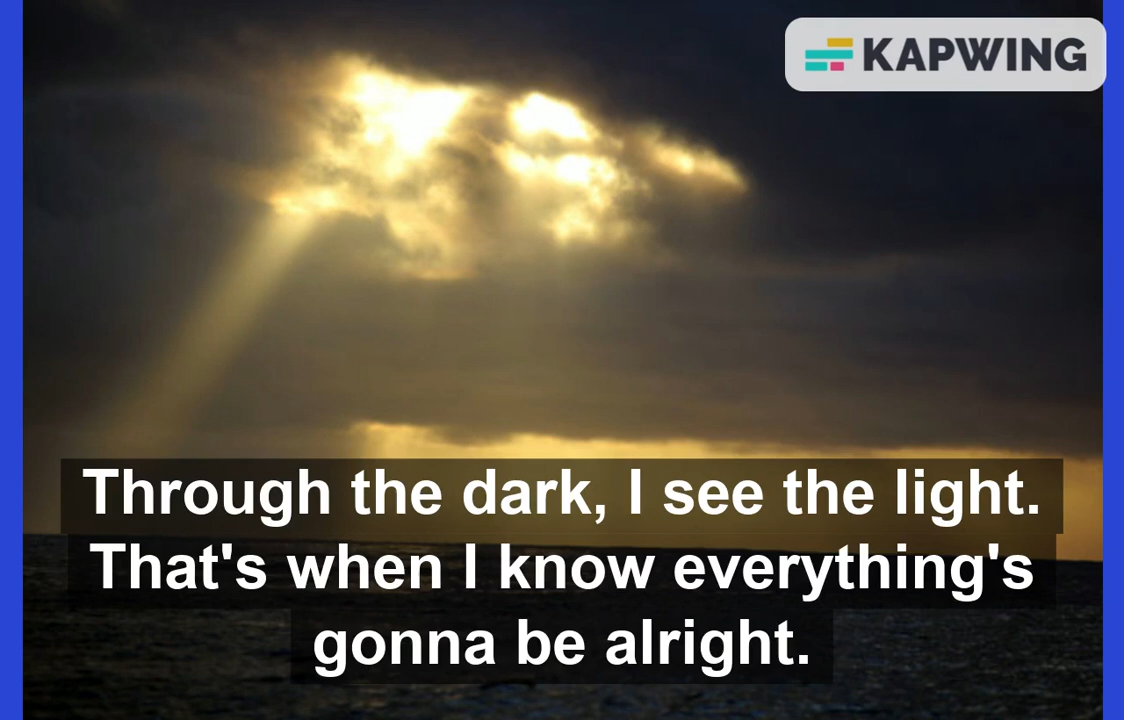 KAPWING
Through the dark, I see the light.
That's when I know everything's
gonna be alright.